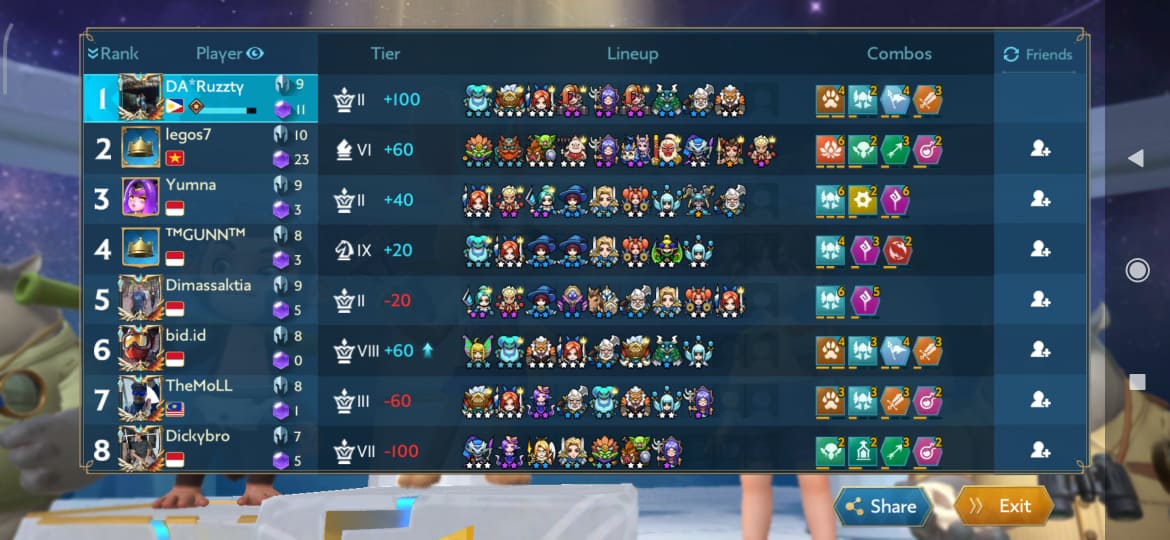 Rank Player Tier Lineup Combos Friends
1 DA*Ruzzty 9 11 II +100 4 2 4 3
2 legos7 10 23 VI +60 6 2 3 2
3 Yumna 9 3 II +40 6 2 6
4 ™GUNN™ 8 3 IX +20 4 3 2
5 Dimassaktia 9 5 II -20 6 5
6 bid.id 8 0 VIII +60 4 3 4 3
7 TheMoLL 8 1 III -60 3 3 3 2
8 Dickybro 7 5 VII -100 2 2 3 2
Share Exit